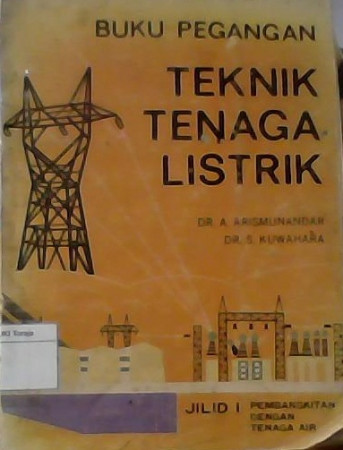 BUKU PEGANGAN
TEKNIK
TENAGA
LISTRIK
DR. A. ARISMUNANDAR
DR. S. KUWAHARA
JILID I
PEMBANGKITAN
DENGAN
TENAGA AIR